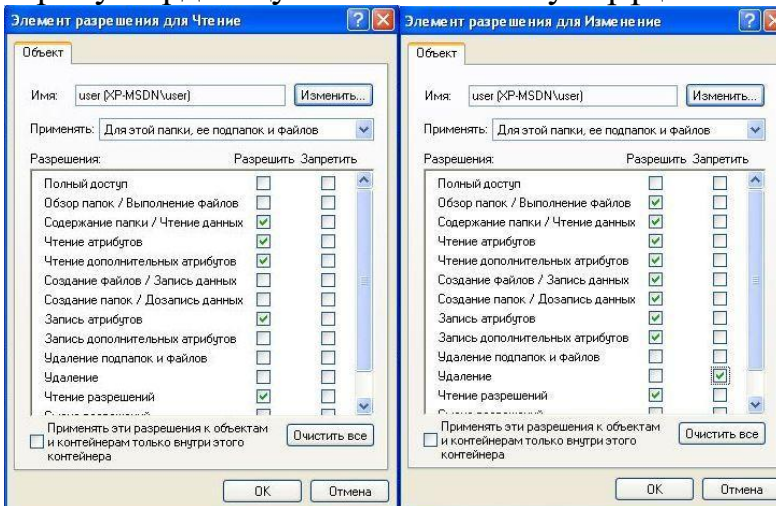 Элемент разрешения для Чтение
Объект
Имя: user (XP-MSDN\user) Изменить...
Применять: Для этой папки, ее подпапок и файлов
Разрешения: Разрешить Запретить
Полный доступ
Обзор папок / Выполнение файлов
Содержание папки / Чтение данных
Чтение атрибутов
Чтение дополнительных атрибутов
Создание файлов / Запись данных
Создание папок / Дозапись данных
Запись атрибутов
Запись дополнительных атрибутов
Удаление подпапок и файлов
Удаление
Чтение разрешений
Применять эти разрешения к объектам
и контейнерам только внутри этого
контейнера
Очистить все
OK Отмена
Элемент разрешения для Изменение
Объект
Имя: user (XP-MSDN\user) Изменить...
Применять: Для этой папки, ее подпапок и файлов
Разрешения: Разрешить Запретить
Полный доступ
Обзор папок / Выполнение файлов
Содержание папки / Чтение данных
Чтение атрибутов
Чтение дополнительных атрибутов
Создание файлов / Запись данных
Создание папок / Дозапись данных
Запись атрибутов
Запись дополнительных атрибутов
Удаление подпапок и файлов
Удаление
Чтение разрешений
Применять эти разрешения к объектам
и контейнерам только внутри этого
контейнера
Очистить все
OK Отмена